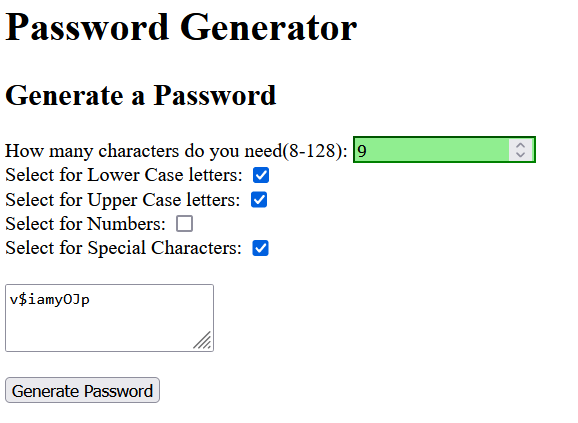 Password Generator
Generate a Password
How many characters do you need(8-128): 9
Select for Lower Case letters:
Select for Upper Case letters:
Select for Numbers:
Select for Special Characters:
v$iamyOJp
Generate Password